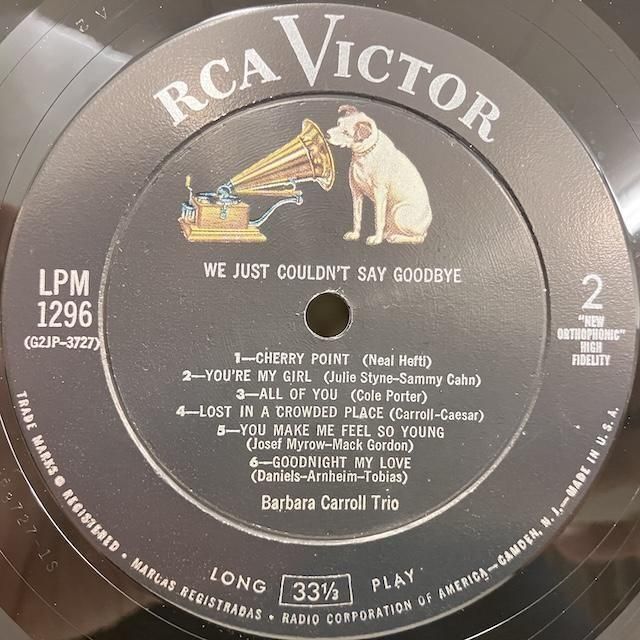 RCA VICTOR
WE JUST COULDN'T SAY GOODBYE
LPM
1296
(G2JP-3727)
2
"NEW
ORTHOPHONIC"
HIGH
FIDELITY
1—CHERRY POINT (Neal Hefti)
2—YOU'RE MY GIRL (Julie Styne-Sammy Cahn)
3—ALL OF YOU (Cole Porter)
4—LOST IN A CROWDED PLACE (Carroll-Caesar)
5—YOU MAKE ME FEEL SO YOUNG
(Josef Myrow-Mack Gordon)
6—GOODNIGHT MY LOVE
(Daniels-Arnheim-Tobias)
Barbara Carroll Trio
LONG 33⅓ PLAY
TRADE MARKS ® REGISTERED • MARCAS REGISTRADAS • RADIO CORPORATION OF AMERICA—CAMDEN, N. J.—MADE IN U.S.A.